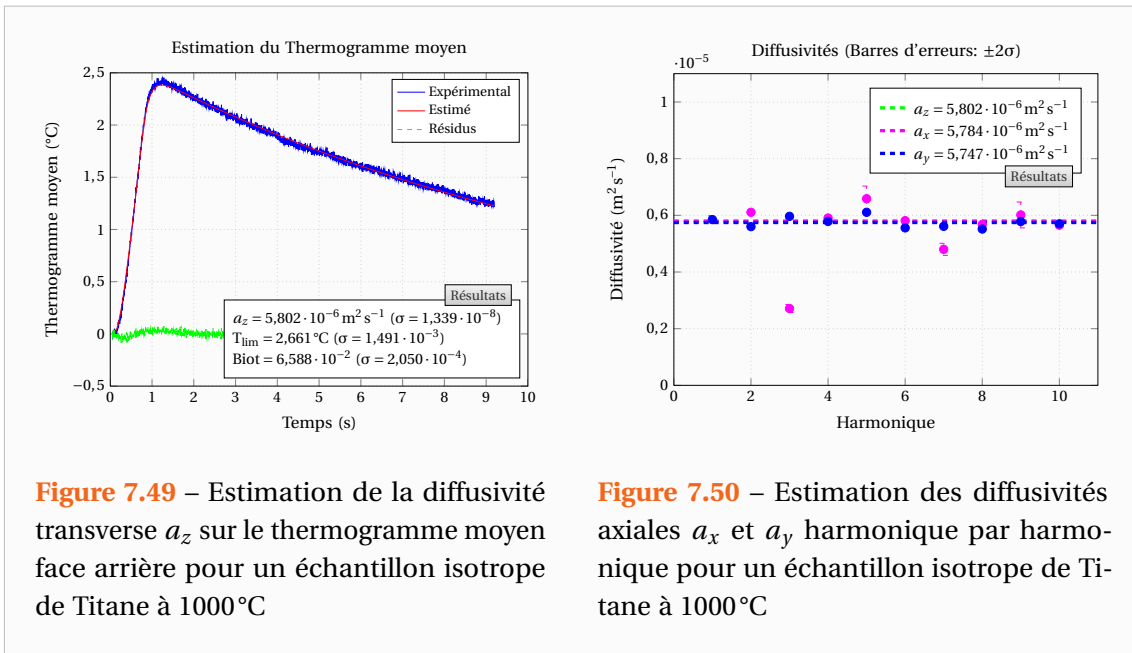 Estimation du Thermogramme moyen
2,5
2
1,5
1
0,5
0
−0,5
Thermogramme moyen (°C)
Expérimental
Estimé
Résidus
Résultats
a_z = 5,802·10⁻⁶ m² s⁻¹ (σ = 1,339·10⁻⁸)
T_lim = 2,661 °C (σ = 1,491·10⁻³)
Biot = 6,588·10⁻² (σ = 2,050·10⁻⁴)
0 1 2 3 4 5 6 7 8 9 10
Temps (s)
Figure 7.49 – Estimation de la diffusivité
transverse a_z sur le thermogramme moyen
face arrière pour un échantillon isotrope
de Titane à 1000 °C
Diffusivités (Barres d'erreurs: ±2σ)
·10⁻⁵
1
0,8
0,6
0,4
0,2
0
Diffusivité (m² s⁻¹)
a_z = 5,802·10⁻⁶ m² s⁻¹
a_x = 5,784·10⁻⁶ m² s⁻¹
a_y = 5,747·10⁻⁶ m² s⁻¹
Résultats
0 2 4 6 8 10
Harmonique
Figure 7.50 – Estimation des diffusivités
axiales a_x et a_y harmonique par harmo-
nique pour un échantillon isotrope de Ti-
tane à 1000 °C